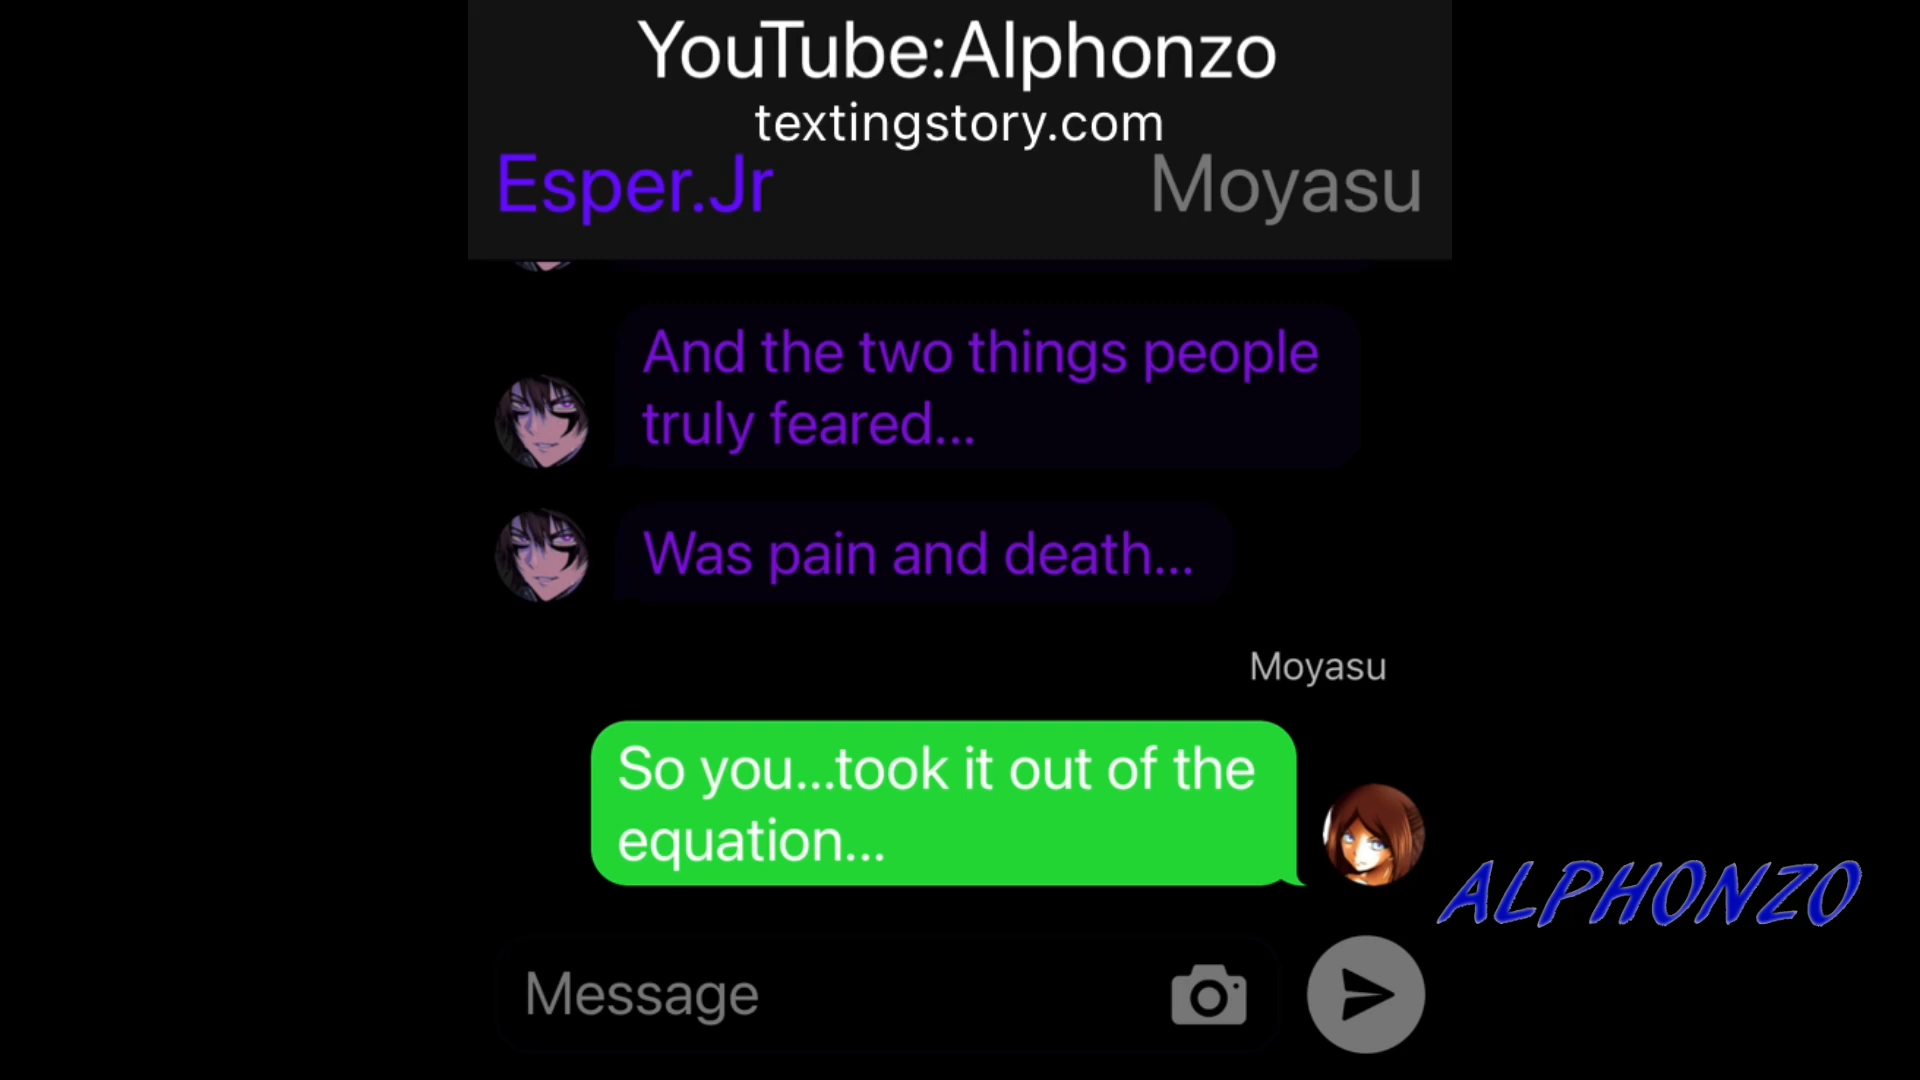 YouTube:Alphonzo
textingstory.com
Esper.Jr
Moyasu
And the two things people
truly feared...
Was pain and death...
Moyasu
So you...took it out of the
equation...
ALPHONZO
Message